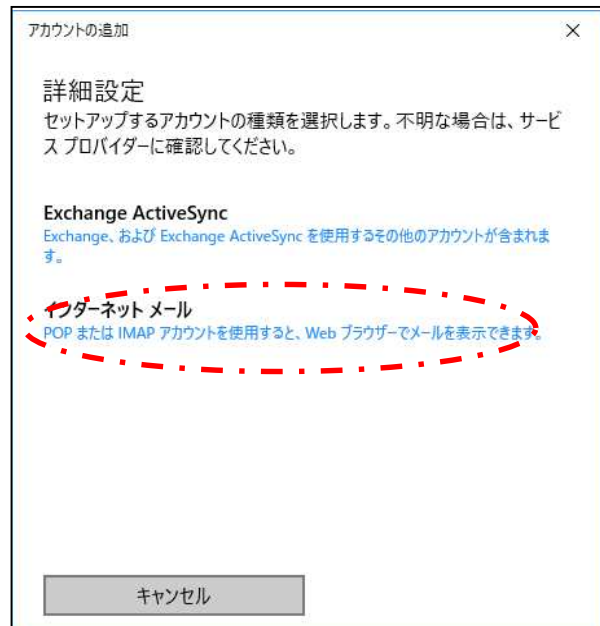 アカウントの追加
詳細設定
セットアップするアカウントの種類を選択します。不明な場合は、サービ
ス プロバイダーに確認してください。
Exchange ActiveSync
Exchange、および Exchange ActiveSync を使用するその他のアカウントが含まれま
す。
インターネット メール
POP または IMAP アカウントを使用すると、Web ブラウザーでメールを表示できます。
キャンセル